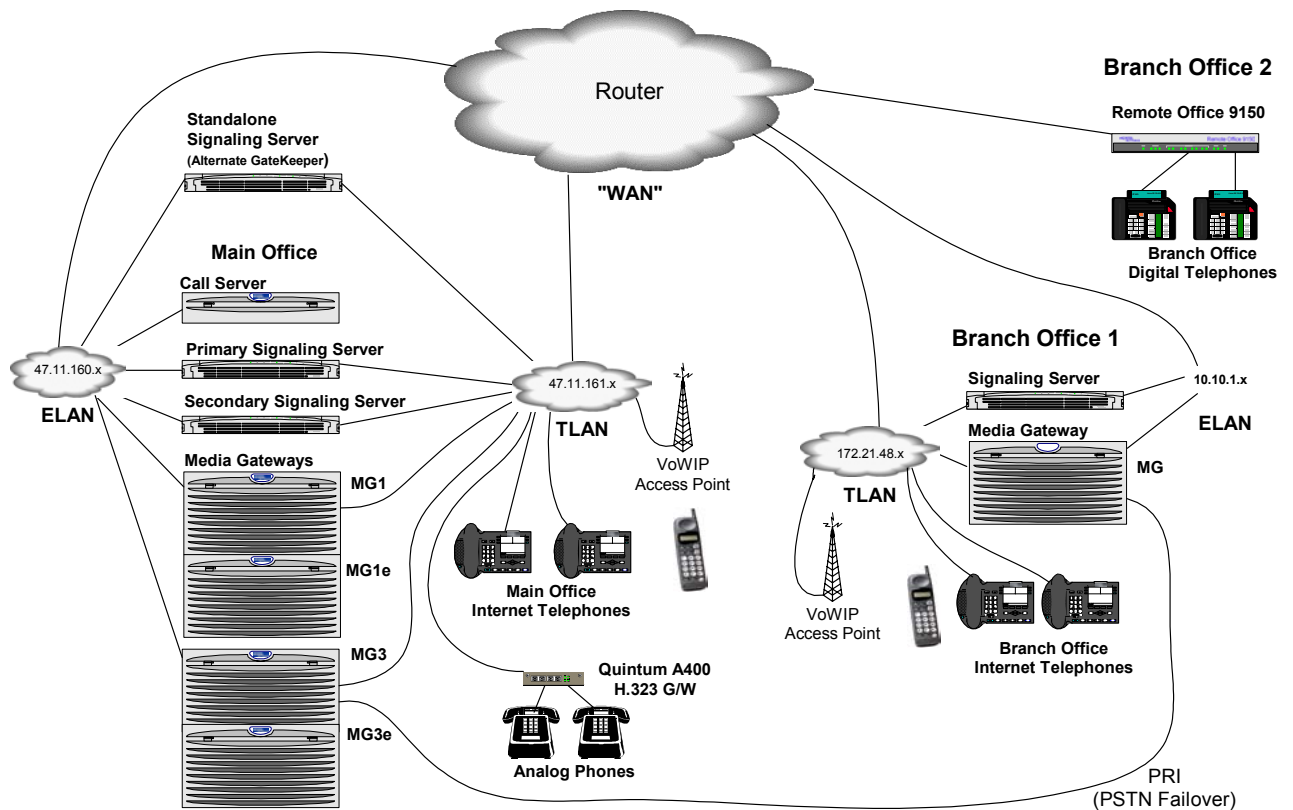 Router
"WAN"
Branch Office 2
Remote Office 9150
Remote Office 9150
Branch Office
Digital Telephones
Standalone
Signaling Server
(Alternate GateKeeper)
Main Office
Call Server
Primary Signaling Server
47.11.160.x
ELAN
Secondary Signaling Server
Media Gateways
MG1
MG1e
MG3
MG3e
47.11.161.x
TLAN
VoWIP
Access Point
Main Office
Internet Telephones
Quintum A400
H.323 G/W
Analog Phones
Branch Office 1
Signaling Server
10.10.1.x
ELAN
Media Gateway
MG
172.21.48.x
TLAN
VoWIP
Access Point
Branch Office
Internet Telephones
PRI
(PSTN Failover)